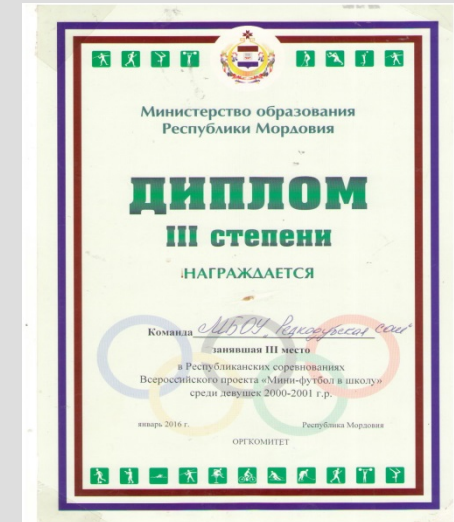 Министерство образования
Республики Мордовия
ДИПЛОМ
III степени
НАГРАЖДАЕТСЯ
Команда МБОУ „Редкодубская сош"
занявшая III место
в Республиканских соревнованиях
Всероссийского проекта «Мини-футбол в школу»
среди девушек 2000-2001 г.р.
январь 2016 г. Республика Мордовия
ОРГКОМИТЕТ